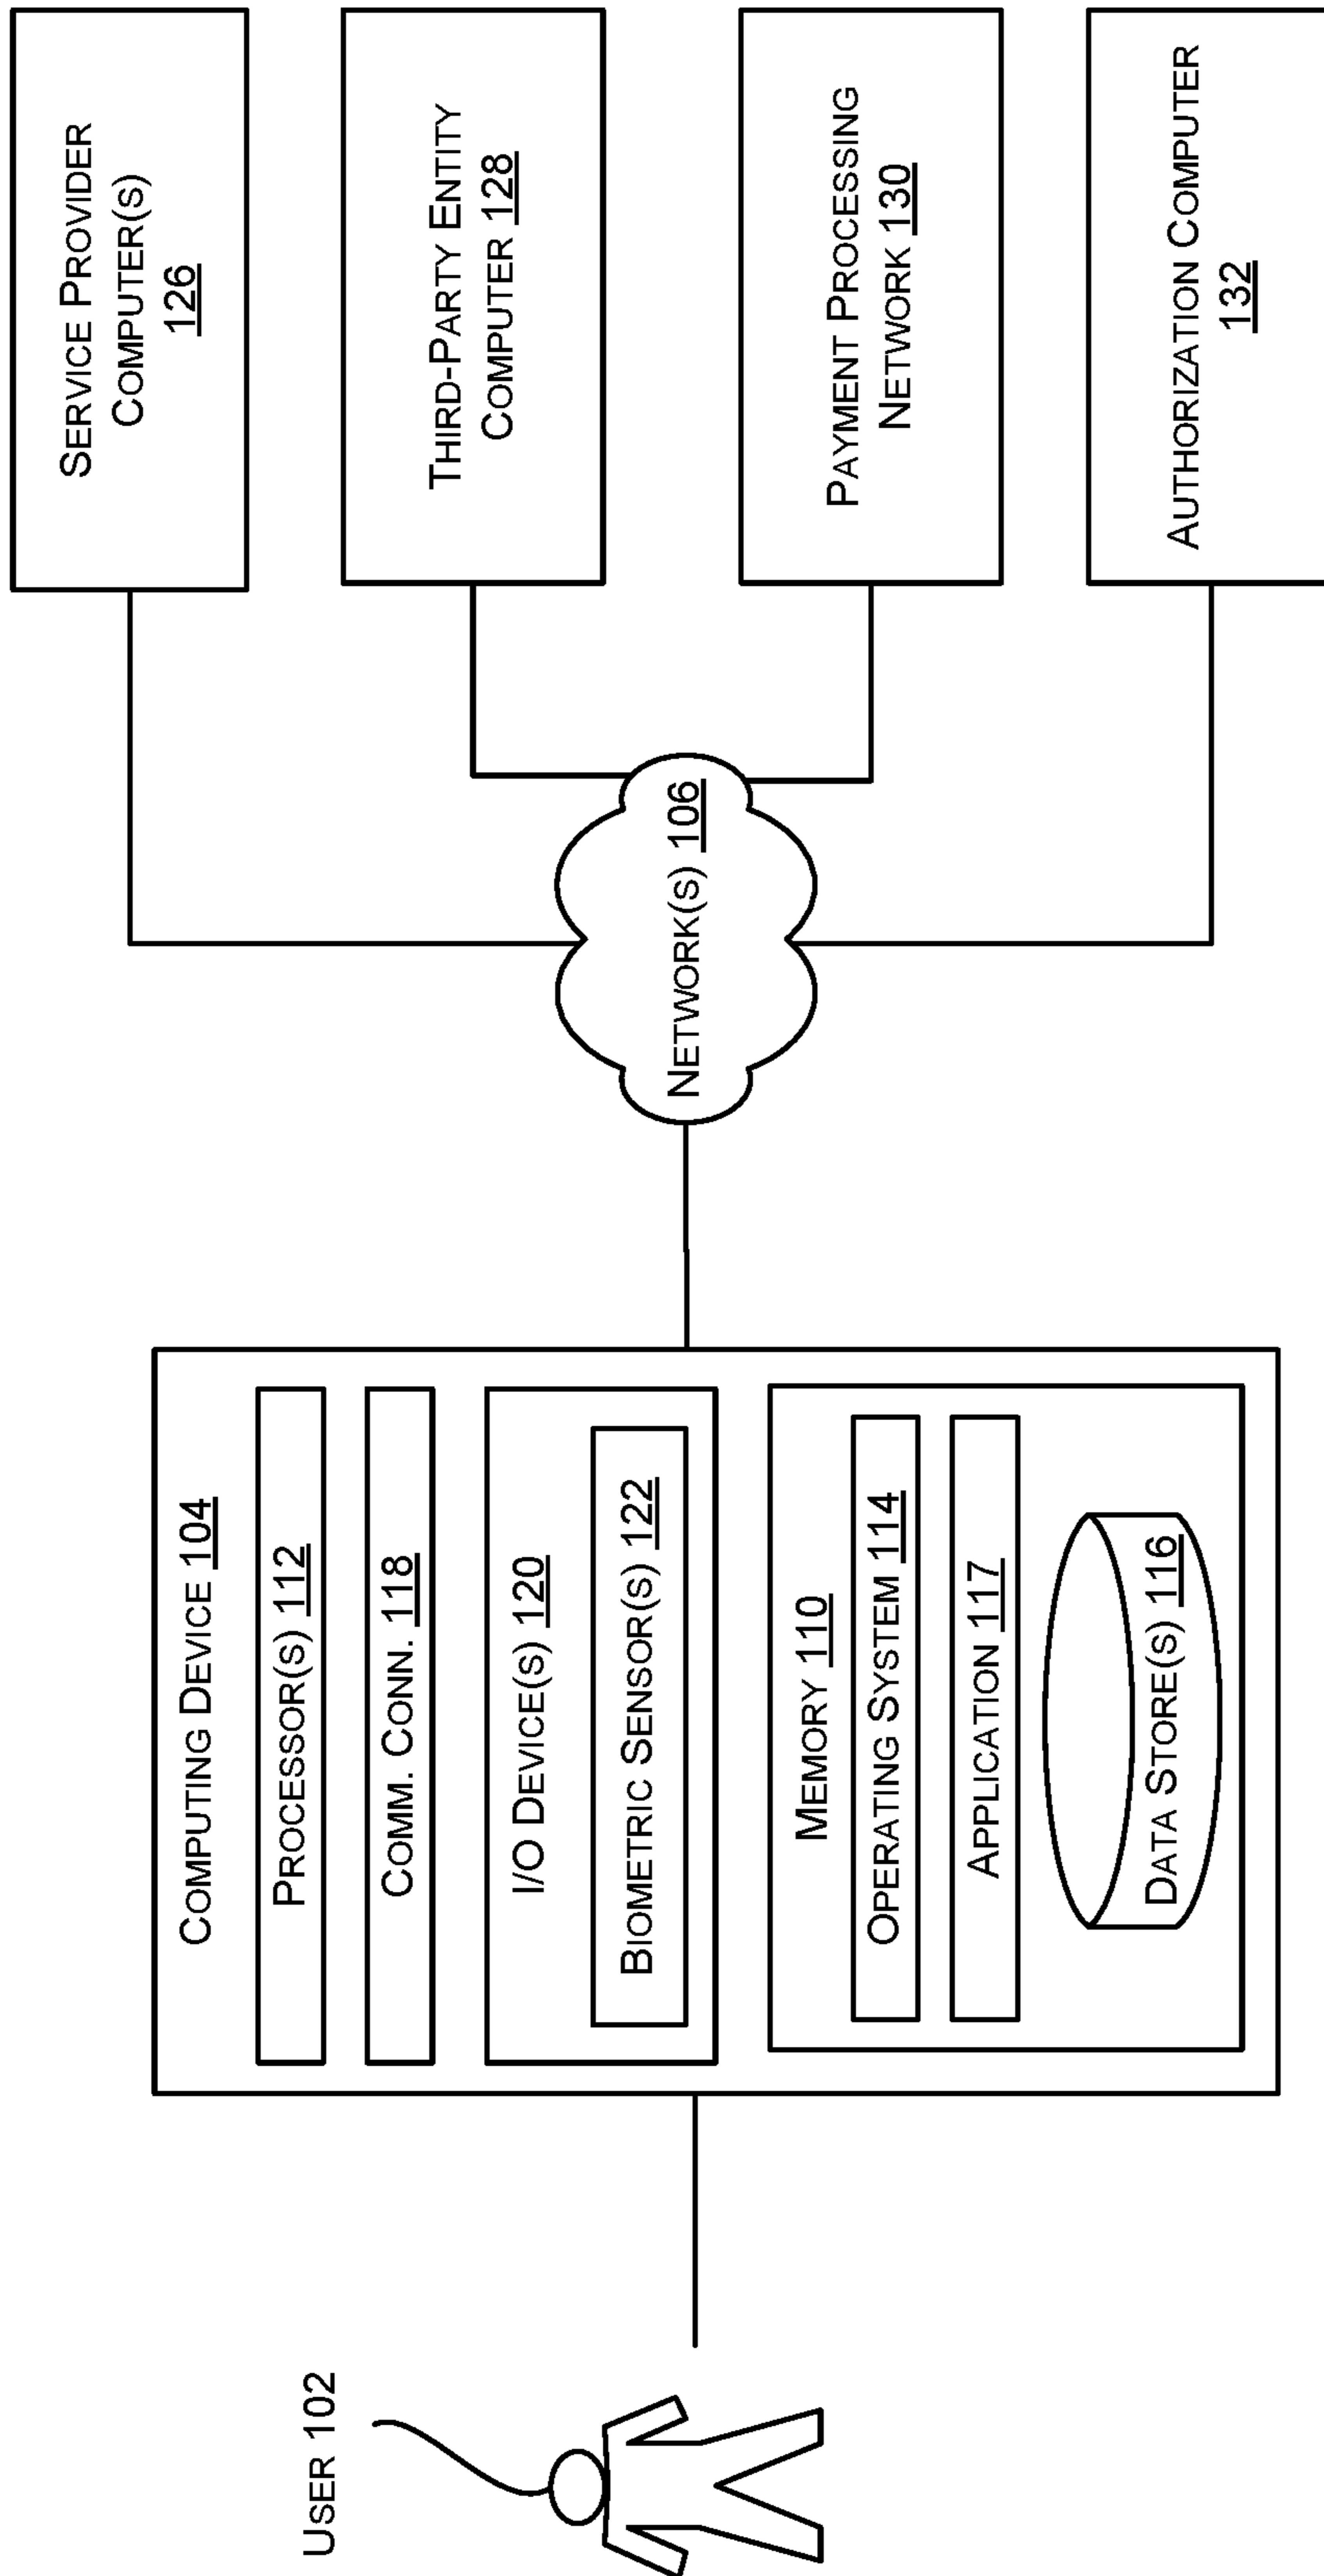 USER 102
COMPUTING DEVICE 104
PROCESSOR(S) 112
COMM. CONN. 118
I/O DEVICE(S) 120
BIOMETRIC SENSOR(S) 122
MEMORY 110
OPERATING SYSTEM 114
APPLICATION 117
DATA STORE(S) 116
NETWORK(S) 106
SERVICE PROVIDER
COMPUTER(S)
126
THIRD-PARTY ENTITY
COMPUTER 128
PAYMENT PROCESSING
NETWORK 130
AUTHORIZATION COMPUTER
132